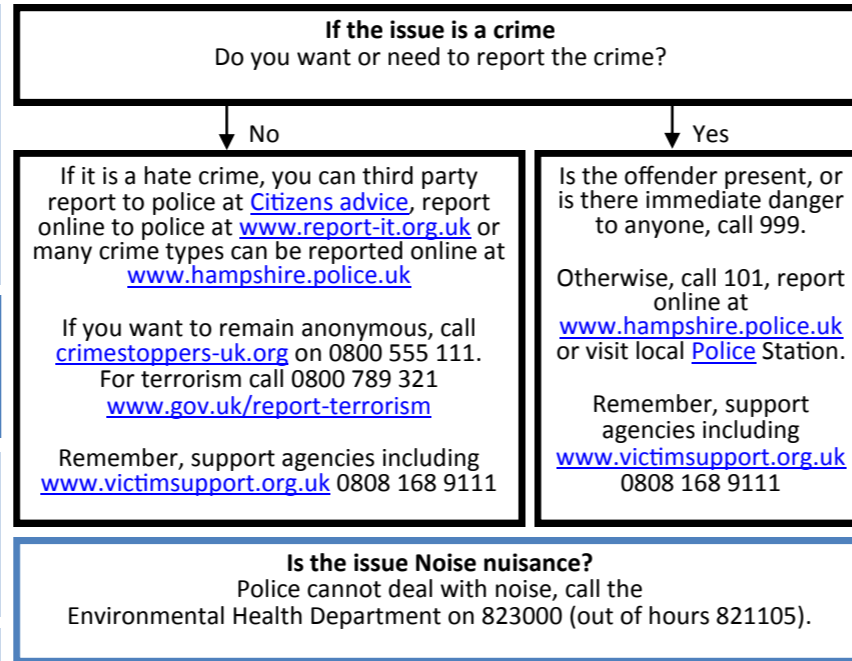 If the issue is a crime
Do you want or need to report the crime?
No
Yes
If it is a hate crime, you can third party
report to police at Citizens advice, report
online to police at www.report-it.org.uk or
many crime types can be reported online at
www.hampshire.police.uk
If you want to remain anonymous, call
crimestoppers-uk.org on 0800 555 111.
For terrorism call 0800 789 321
www.gov.uk/report-terrorism
Remember, support agencies including
www.victimsupport.org.uk 0808 168 9111
Is the offender present, or
is there immediate danger
to anyone, call 999.
Otherwise, call 101, report
online at
www.hampshire.police.uk
or visit local Police Station.
Remember, support
agencies including
www.victimsupport.org.uk
0808 168 9111
Is the issue Noise nuisance?
Police cannot deal with noise, call the
Environmental Health Department on 823000 (out of hours 821105).